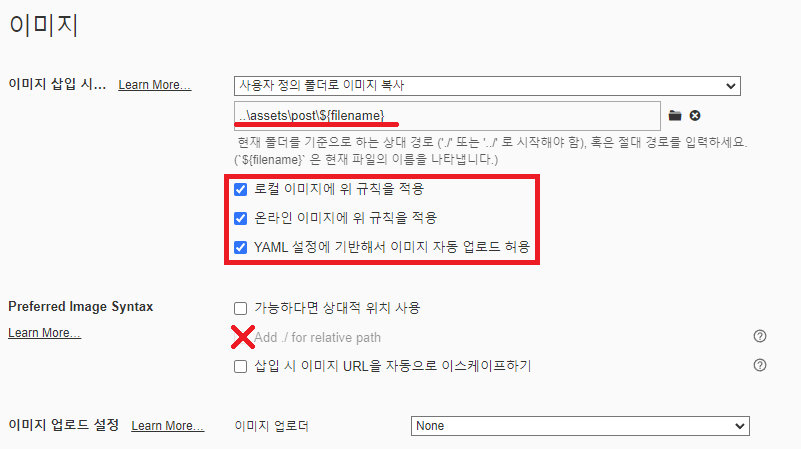 이미지
이미지 삽입 시... Learn More... 사용자 정의 폴더로 이미지 복사
..\assets\post\${filename}
현재 폴더를 기준으로 하는 상대 경로 ('./' 또는 '../' 로 시작해야 함), 혹은 절대 경로를 입력하세요.
(`${filename}` 은 현재 파일의 이름을 나타냅니다.)
로컬 이미지에 위 규칙을 적용
온라인 이미지에 위 규칙을 적용
YAML 설정에 기반해서 이미지 자동 업로드 허용
Preferred Image Syntax 가능하다면 상대적 위치 사용
Learn More... Add ./ for relative path
삽입 시 이미지 URL을 자동으로 이스케이프하기
이미지 업로드 설정 Learn More... 이미지 업로더 None